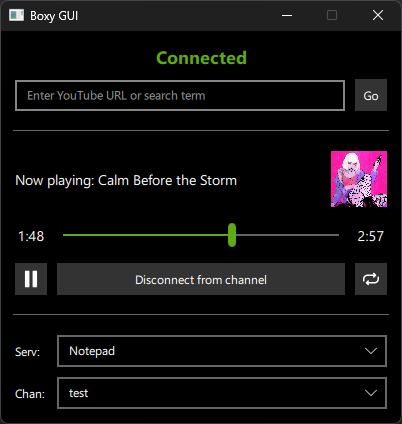 Boxy GUI
Connected
Enter YouTube URL or search term
Go
Now playing: Calm Before the Storm
1:48
2:57
Disconnect from channel
Serv:
Notepad
Chan:
test